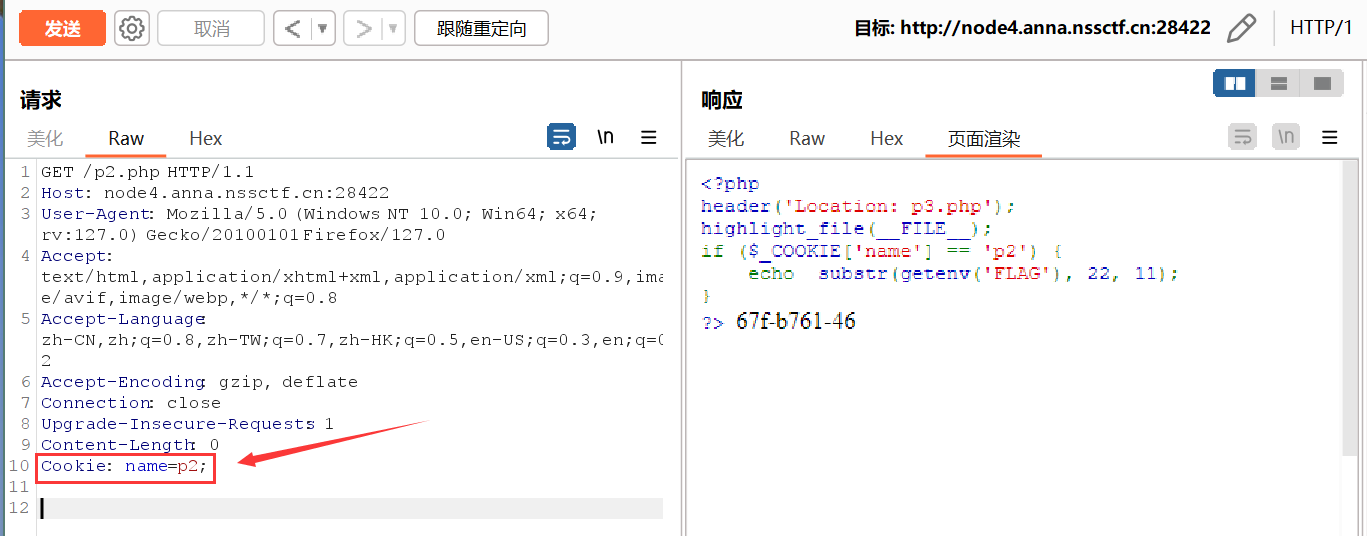 发送 取消 < ▼ > ▼ 跟随重定向 目标: http://node4.anna.nssctf.cn:28422 HTTP/1
请求
美化 Raw Hex \n
1 GET /p2.php HTTP/1.1
2 Host: node4.anna.nssctf.cn:28422
3 User-Agent: Mozilla/5.0 (Windows NT 10.0; Win64; x64;
rv:127.0) Gecko/20100101 Firefox/127.0
4 Accept:
text/html,application/xhtml+xml,application/xml;q=0.9,ima
e/avif,image/webp,*/*;q=0.8
5 Accept-Language:
zh-CN,zh;q=0.8,zh-TW;q=0.7,zh-HK;q=0.5,en-US;q=0.3,en;q=0
2
6 Accept-Encoding: gzip, deflate
7 Connection: close
8 Upgrade-Insecure-Requests: 1
9 Content-Length: 0
10 Cookie: name=p2;
11
12
响应
美化 Raw Hex 页面渲染 \n
<?php
header('Location: p3.php');
highlight_file(__FILE__);
if ($_COOKIE['name'] == 'p2') {
echo substr(getenv('FLAG'), 22, 11);
}
?> 67f-b761-46